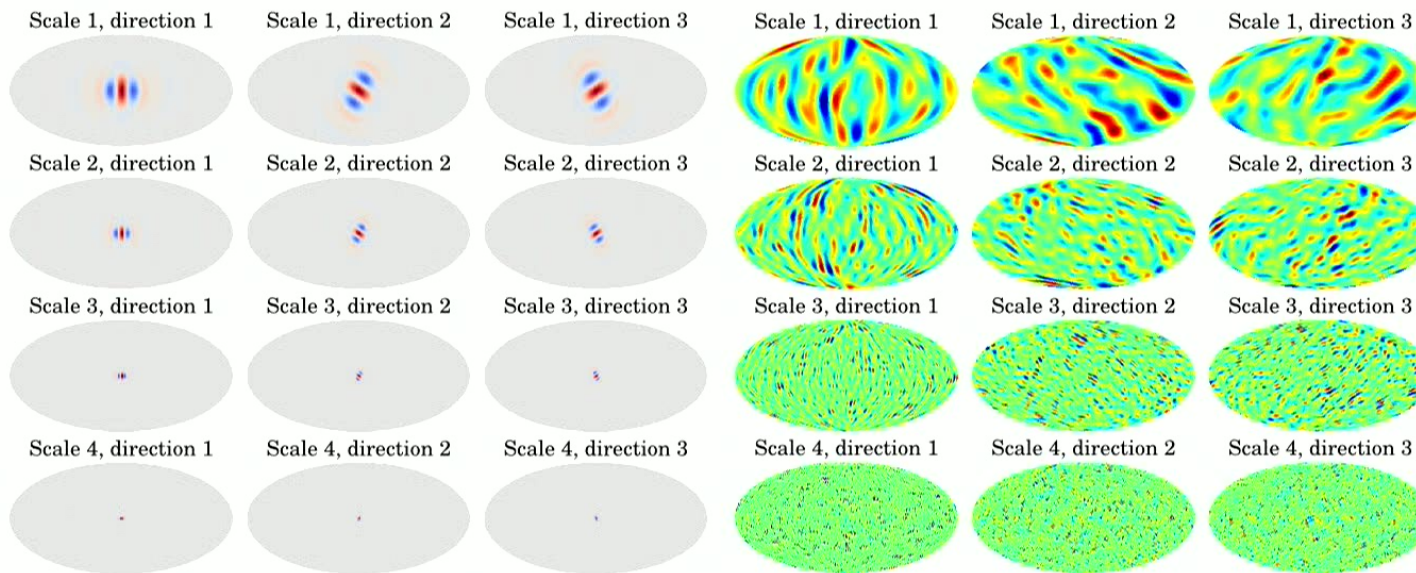 Scale 1, direction 1
Scale 1, direction 2
Scale 1, direction 3
Scale 1, direction 1
Scale 1, direction 2
Scale 1, direction 3
Scale 2, direction 1
Scale 2, direction 2
Scale 2, direction 3
Scale 2, direction 1
Scale 2, direction 2
Scale 2, direction 3
Scale 3, direction 1
Scale 3, direction 2
Scale 3, direction 3
Scale 3, direction 1
Scale 3, direction 2
Scale 3, direction 3
Scale 4, direction 1
Scale 4, direction 2
Scale 4, direction 3
Scale 4, direction 1
Scale 4, direction 2
Scale 4, direction 3